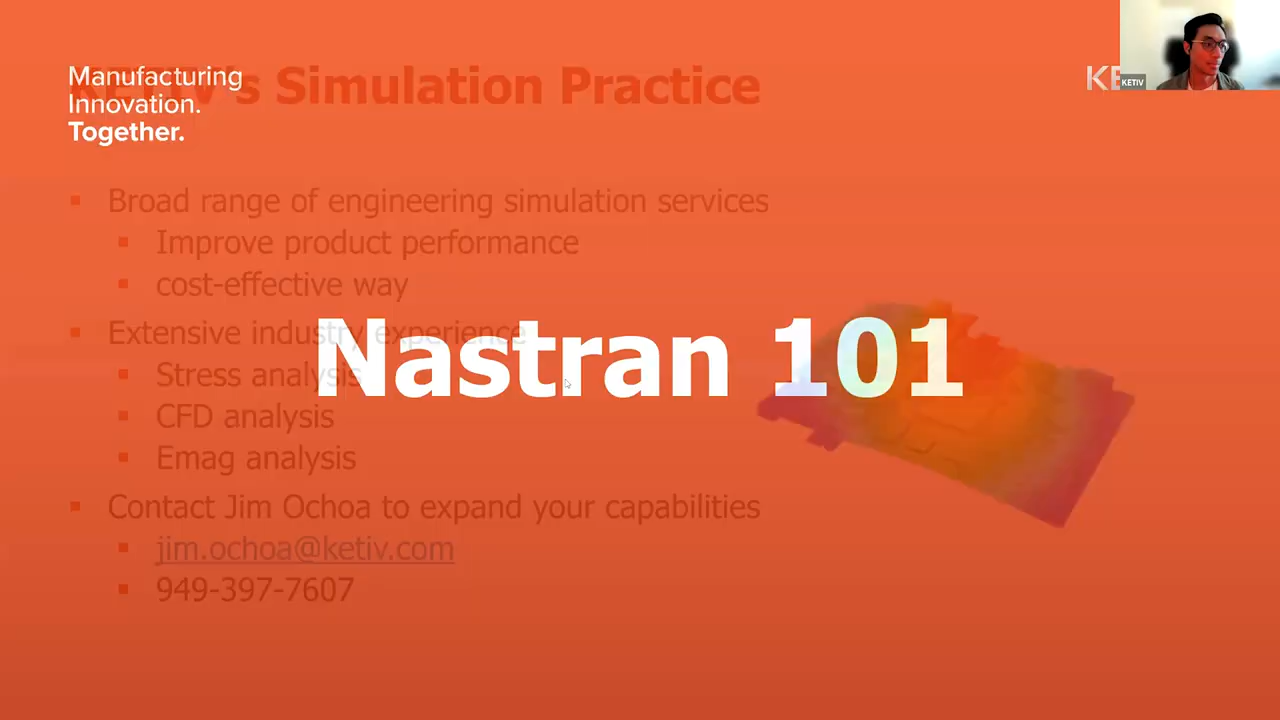 Manufacturing
Innovation.
Together.
KETIV's Simulation Practice
KE
KETIV
Broad range of engineering simulation services
Improve product performance
cost-effective way
Extensive industry experience
Nastran 101
Stress analysis
CFD analysis
Emag analysis
Contact Jim Ochoa to expand your capabilities
jim.ochoa@ketiv.com
949-397-7607